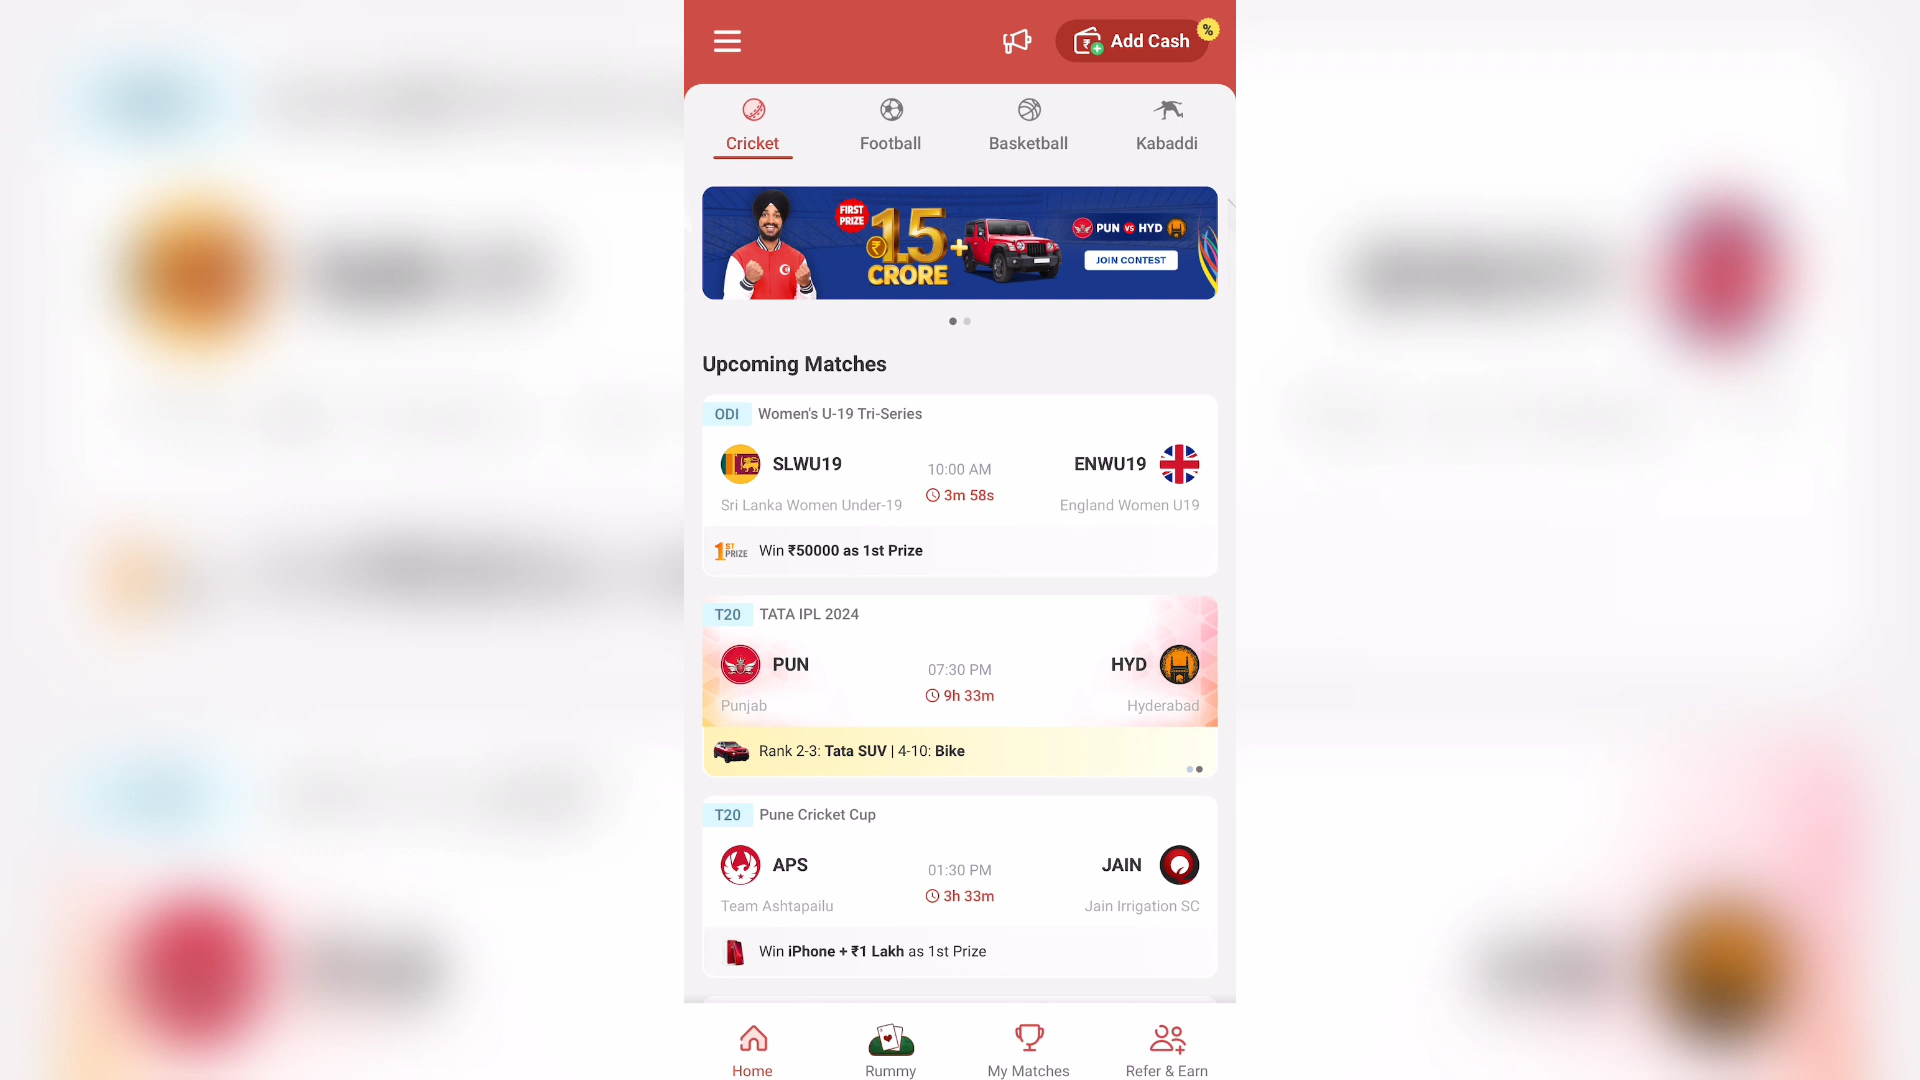 Add Cash
%
Cricket
Football
Basketball
Kabaddi
FIRST
PRIZE
₹1.5
CRORE
+
PUN VS HYD
JOIN CONTEST
Upcoming Matches
ODI Women's U-19 Tri-Series
SLWU19
10:00 AM
ENWU19
3m 58s
Sri Lanka Women Under-19
England Women U19
1ST PRIZE
Win ₹50000 as 1st Prize
T20 TATA IPL 2024
PUN
07:30 PM
HYD
9h 33m
Punjab
Hyderabad
Rank 2-3: Tata SUV | 4-10: Bike
T20 Pune Cricket Cup
APS
01:30 PM
JAIN
3h 33m
Team Ashtapailu
Jain Irrigation SC
Win iPhone + ₹1 Lakh as 1st Prize
Home
Rummy
My Matches
Refer & Earn